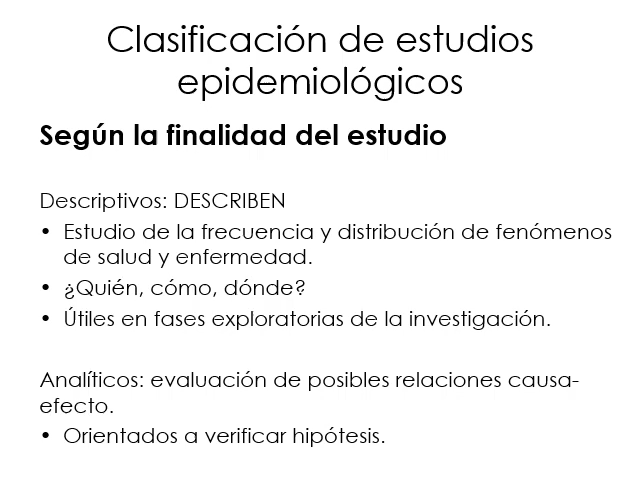 Clasificación de estudios
epidemiológicos
Según la finalidad del estudio
Descriptivos: DESCRIBEN
• Estudio de la frecuencia y distribución de fenómenos
de salud y enfermedad.
• ¿Quién, cómo, dónde?
• Útiles en fases exploratorias de la investigación.
Analíticos: evaluación de posibles relaciones causa-
efecto.
• Orientados a verificar hipótesis.